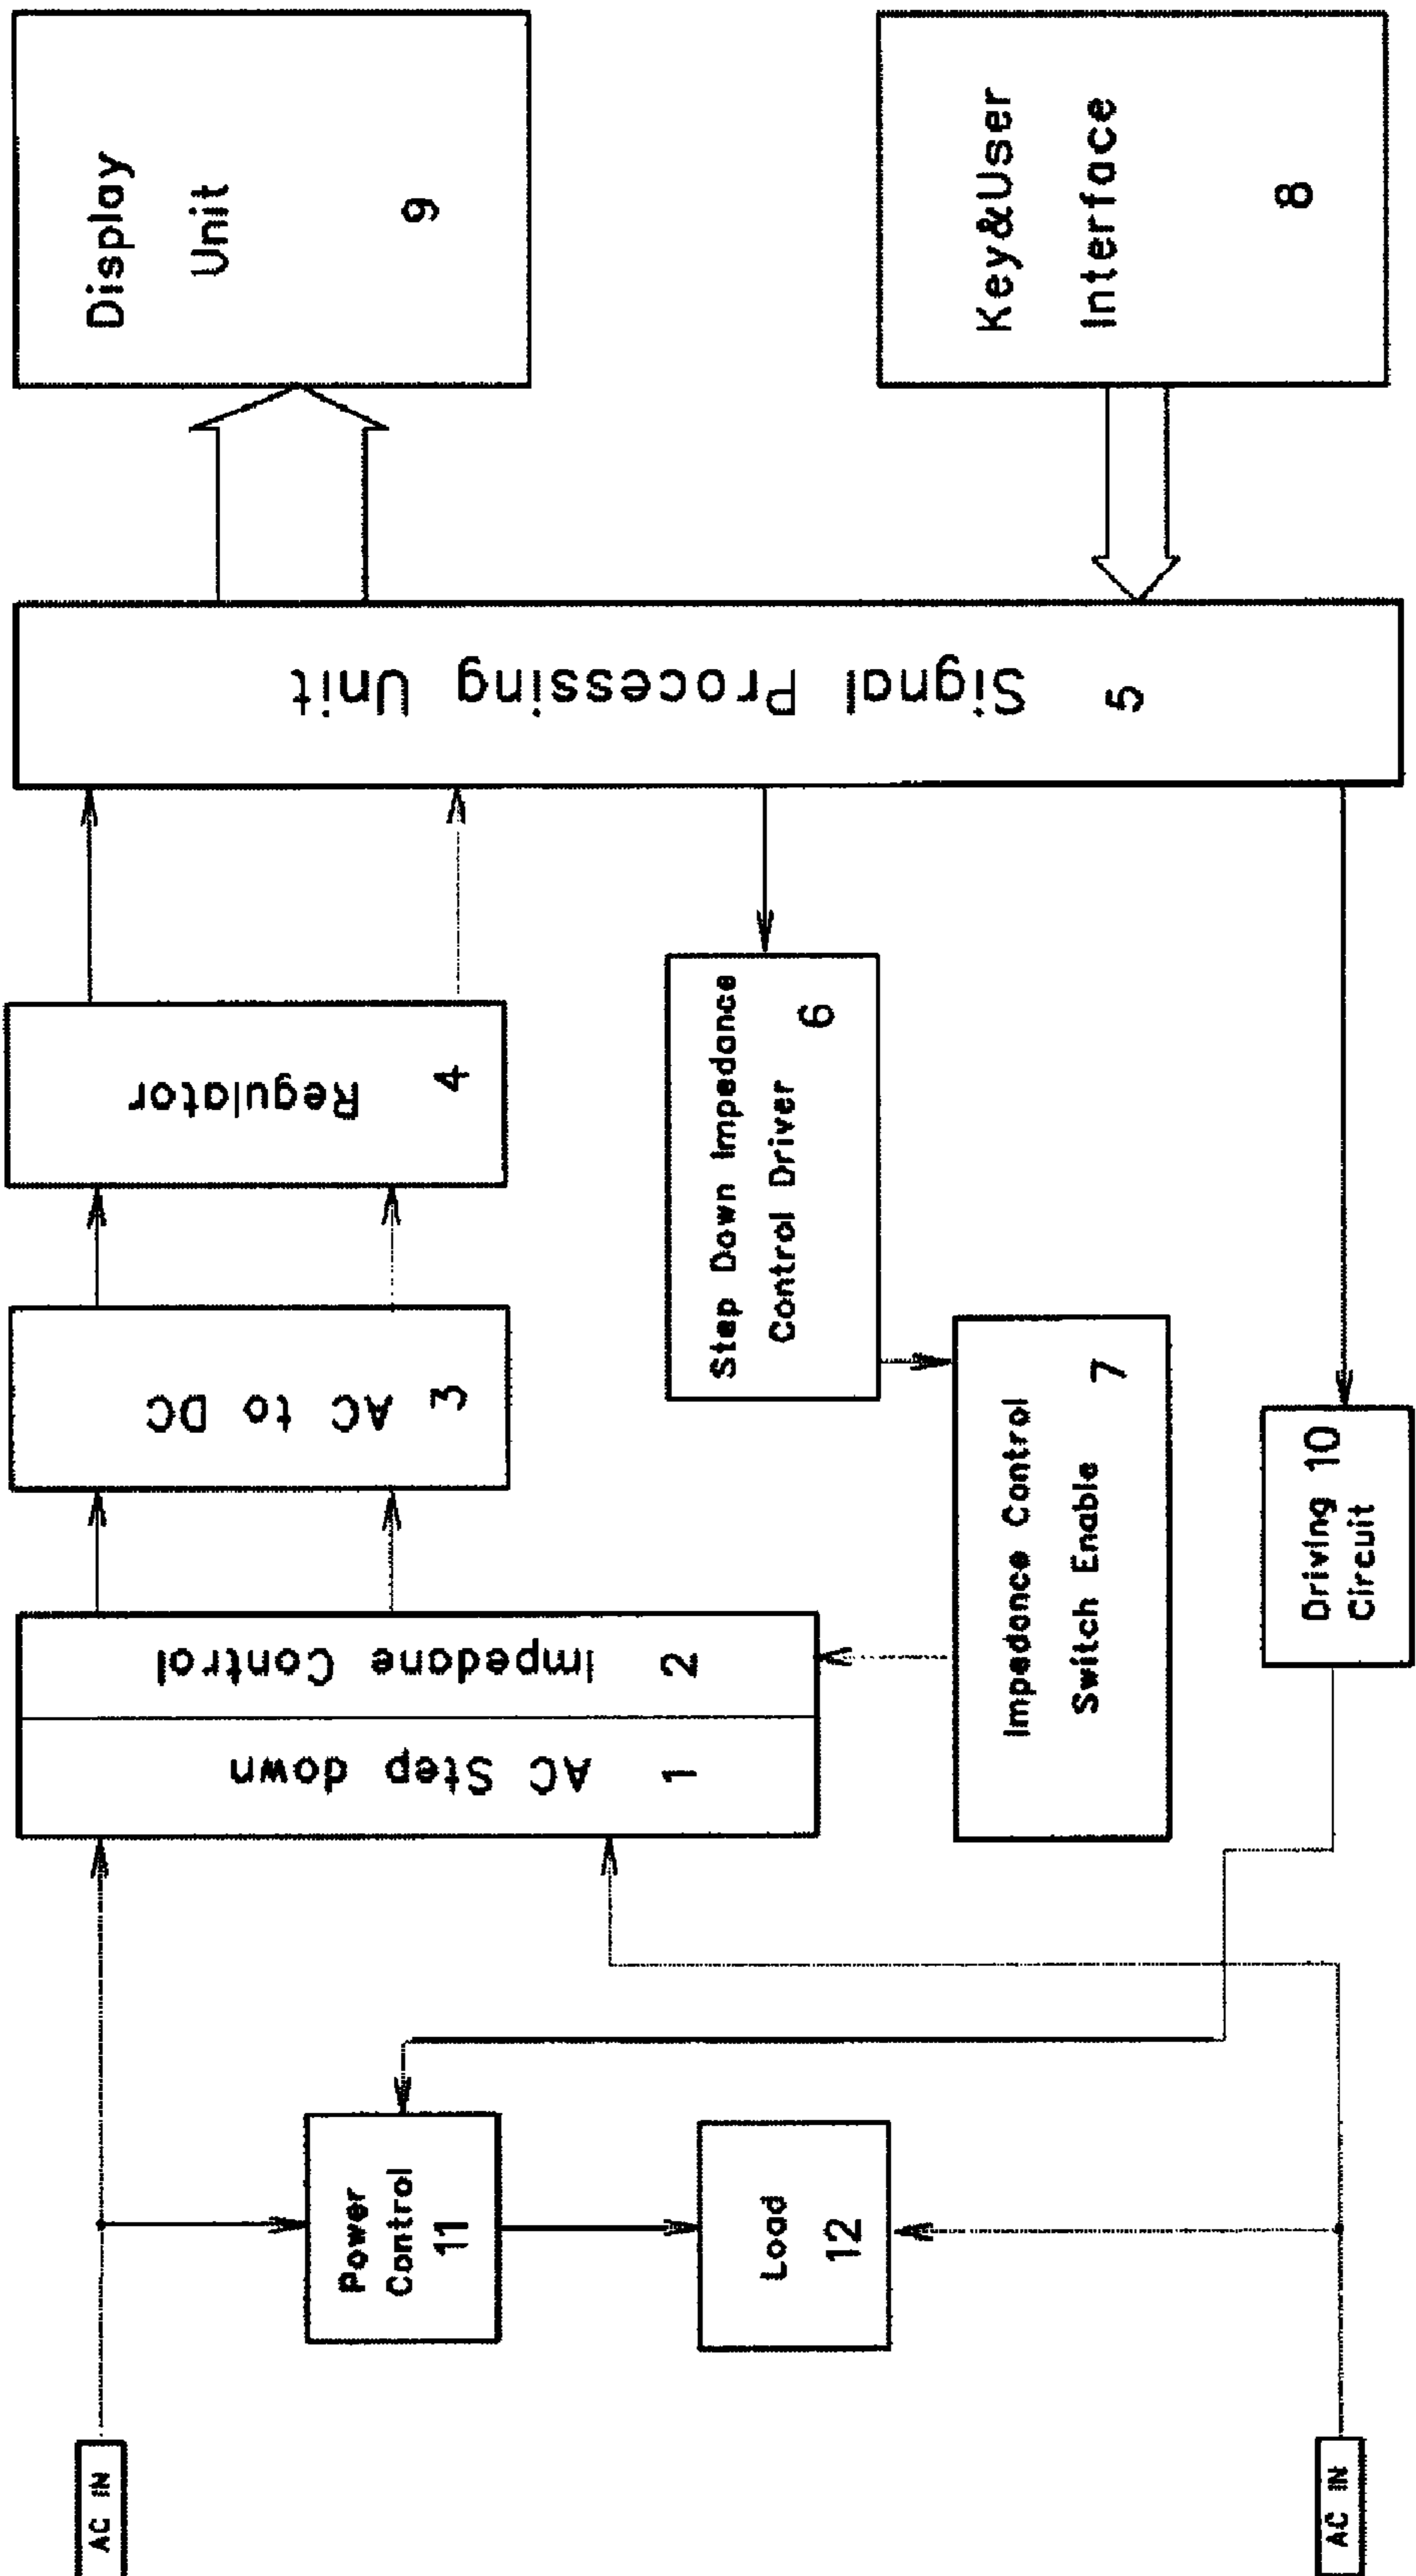 AC IN
AC IN
Power
Control
11
Load
12
AC Step down
1
Impedane Control
2
AC to DC
3
Regulator
4
Signal Processing Unit
5
Step Down Impedance
Control Driver
6
Impedance Control
Switch Enable
7
Driving
Circuit
10
Display
Unit
9
Key&User
Interface
8